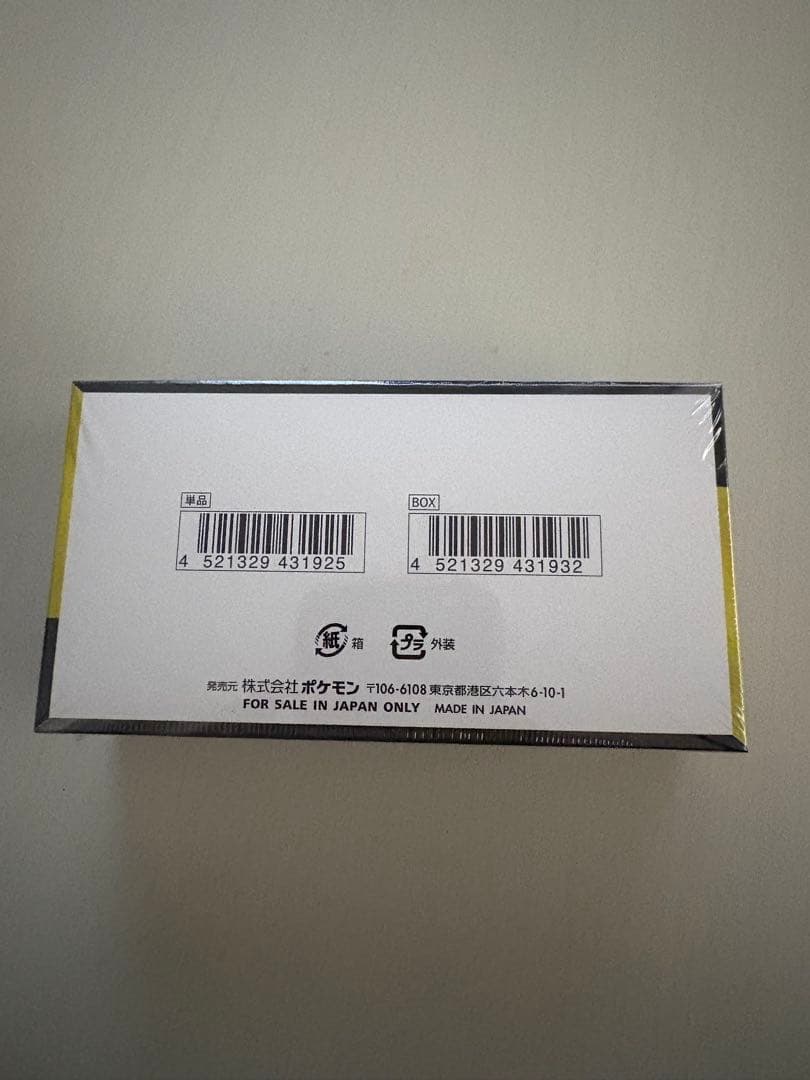 単品
4 521329 431925
BOX
4 521329 431932
紙 箱
プラ 外装
発売元 株式会社 ポケモン 〒106-6108 東京都港区六本木6-10-1
FOR SALE IN JAPAN ONLY MADE IN JAPAN